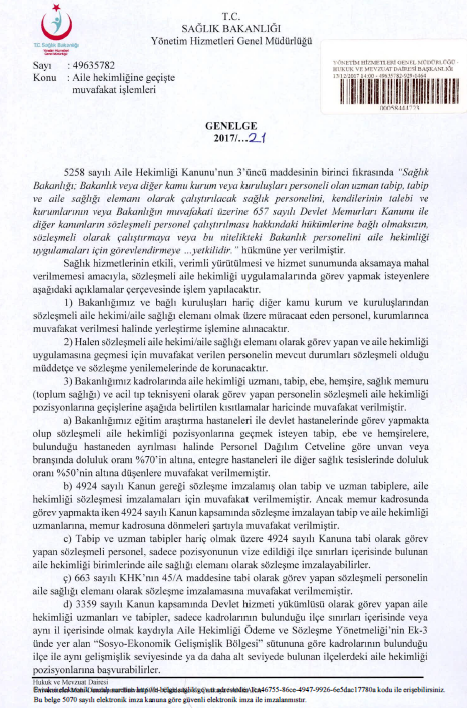 T.C.
SAĞLIK BAKANLIĞI
Yönetim Hizmetleri Genel Müdürlüğü
T.C. Sağlık Bakanlığı
Sayı : 49635782
Konu : Aile hekimliğine geçişte
muvafakat işlemleri
YÖNETİM HİZMETLERİ GENEL MÜDÜRLÜĞÜ -
HUKUK VE MEVZUAT DAİRESİ BAŞKANLIĞI
00058444223
GENELGE
2017/...21
5258 sayılı Aile Hekimliği Kanunu'nun 3'üncü maddesinin birinci fıkrasında "Sağlık
Bakanlığı; Bakanlık veya diğer kamu kurum veya kuruluşları personeli olan uzman tabip, tabip
ve aile sağlığı elemanı olarak çalıştırılacak sağlık personelini, kendilerinin talebi ve
kurumlarının veya Bakanlığın muvafakati üzerine 657 sayılı Devlet Memurları Kanunu ile
diğer kanunların sözleşmeli personel çalıştırılması hakkındaki hükümlerine bağlı olmaksızın,
sözleşmeli olarak çalıştırmaya veya bu nitelikteki Bakanlık personelini aile hekimliği
uygulamaları için görevlendirmeye ...yetkilidir." hükmüne yer verilmiştir.
Sağlık hizmetlerinin etkili, verimli yürütülmesi ve hizmet sunumunda aksamaya mahal
verilmemesi amacıyla, sözleşmeli aile hekimliği uygulamalarında görev yapmak isteyenlere
aşağıdaki açıklamalar çerçevesinde işlem yapılacaktır.
1) Bakanlığımız ve bağlı kuruluşları hariç diğer kamu kurum ve kuruluşlarından
sözleşmeli aile hekimi/aile sağlığı elemanı olmak üzere müracaat eden personel, kurumlarınca
muvafakat verilmesi halinde yerleştirme işlemine alınacaktır.
2) Halen sözleşmeli aile hekimi/aile sağlığı elemanı olarak görev yapan ve aile hekimliği
uygulamasına geçmesi için muvafakat verilen personelin mevcut durumları sözleşmeli olduğu
müddetçe ve sözleşme yenilemelerinde de korunacaktır.
3) Bakanlığımız kadrolarında aile hekimliği uzmanı, tabip, ebe, hemşire, sağlık memuru
(toplum sağlığı) ve acil tıp teknisyeni olarak görev yapan personelin sözleşmeli aile hekimliği
pozisyonlarına geçişlerine aşağıda belirtilen kısıtlamalar haricinde muvafakat verilmiştir.
a) Bakanlığımız eğitim araştırma hastaneleri ile devlet hastanelerinde görev yapmakta
olup sözleşmeli aile hekimliği pozisyonlarına geçmek isteyen tabip, ebe ve hemşirelere,
bulunduğu hastaneden ayrılması halinde Personel Dağılım Cetveline göre unvan veya
branşında doluluk oranı %70'in altına, entegre hastaneleri ile diğer sağlık tesislerinde doluluk
oranı %50'nin altına düşenlere muvafakat verilmemiştir.
b) 4924 sayılı Kanun gereği sözleşme imzalamış olan tabip ve uzman tabiplere, aile
hekimliği sözleşmesi imzalamaları için muvafakat verilmemiştir. Ancak memur kadrosunda
görev yapmakta iken 4924 sayılı Kanun kapsamında sözleşme imzalayan tabip ve aile hekimliği
uzmanlarına, memur kadrosuna dönmeleri şartıyla muvafakat verilmiştir.
c) Tabip ve uzman tabipler hariç olmak üzere 4924 sayılı Kanuna tabi olarak görev
yapan sözleşmeli personel, sadece pozisyonunun vize edildiği ilçe sınırları içerisinde bulunan
aile hekimliği birimlerinde aile sağlığı elemanı olarak sözleşme imzalayabilirler.
ç) 663 sayılı KHK'nın 45/A maddesine tabi olarak görev yapan sözleşmeli personelin
aile sağlığı elemanı olarak sözleşme imzalamasına muvafakat verilmemiştir.
d) 3359 sayılı Kanun kapsamında Devlet hizmeti yükümlüsü olarak görev yapan aile
hekimliği uzmanları ve tabipler, sadece kadrolarının bulunduğu ilçe sınırları içerisinde veya
aynı il içerisinde olmak kaydıyla Aile Hekimliği Ödeme ve Sözleşme Yönetmeliği'nin Ek-3
ünde yer alan "Sosyo-Ekonomik Gelişmişlik Bölgesi" sütununa göre kadrolarının bulunduğu
ilçe ile aynı gelişmişlik seviyesinde ya da daha alt seviyede bulunan ilçelerdeki aile hekimliği
pozisyonlarına başvurabilirler.
Hukuk ve Mevzuat Dairesi
kodu ile erişebilirsiniz.
Bu belge 5070 sayılı elektronik imza kanuna göre güvenli elektronik imza ile imzalanmıştır.